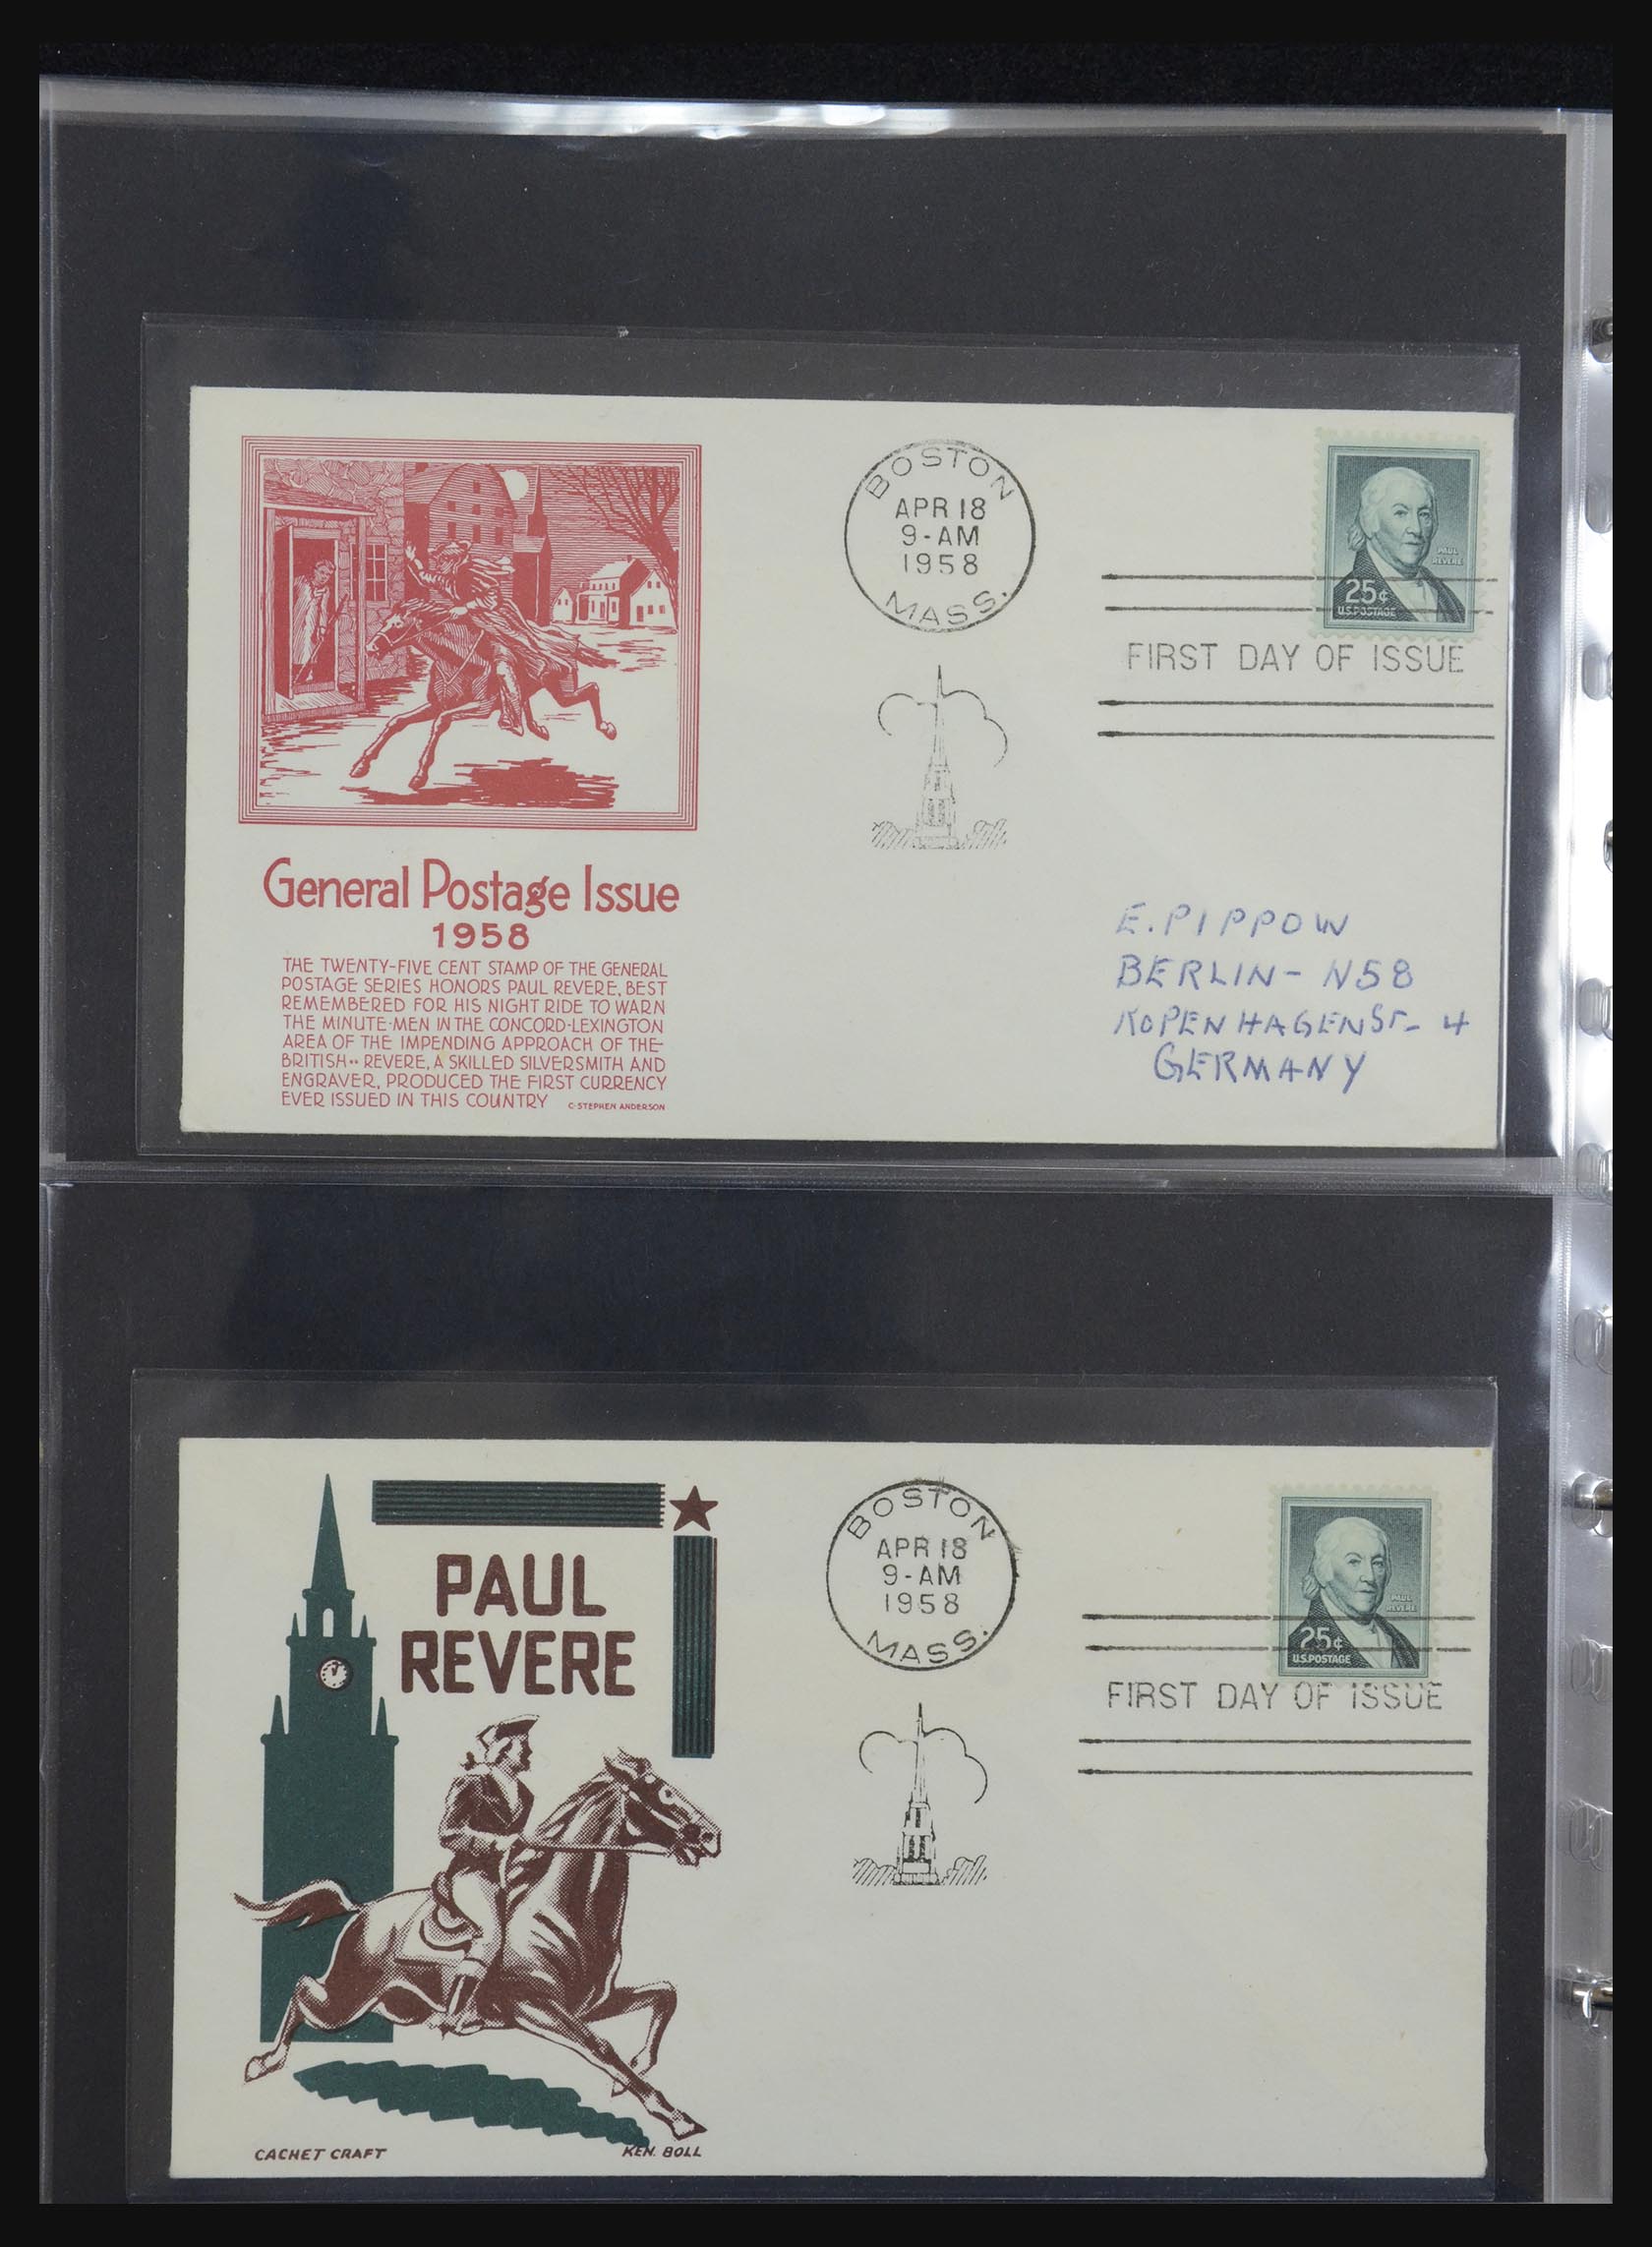 BOSTON
APR 18
9-AM
1958
MASS.
PAUL
REVERE
25¢
U.S. POSTAGE
FIRST DAY OF ISSUE
General Postage Issue
1958
THE TWENTY-FIVE CENT STAMP OF THE GENERAL
POSTAGE SERIES HONORS PAUL REVERE, BEST
REMEMBERED FOR HIS NIGHT RIDE TO WARN
THE MINUTE-MEN IN THE CONCORD-LEXINGTON
AREA OF THE IMPENDING APPROACH OF THE-
BRITISH•• REVERE, A SKILLED SILVERSMITH AND
ENGRAVER, PRODUCED THE FIRST CURRENCY
EVER ISSUED IN THIS COUNTRY C. STEPHEN ANDERSON
E. PIPPOW
BERLIN- N58
KOPENHAGENST- 4
GERMANY
PAUL
REVERE
BOSTON
APR 18
9-AM
1958
MASS.
PAUL
REVERE
25¢
U.S. POSTAGE
FIRST DAY OF ISSUE
CACHET CRAFT
KEN. BOLL